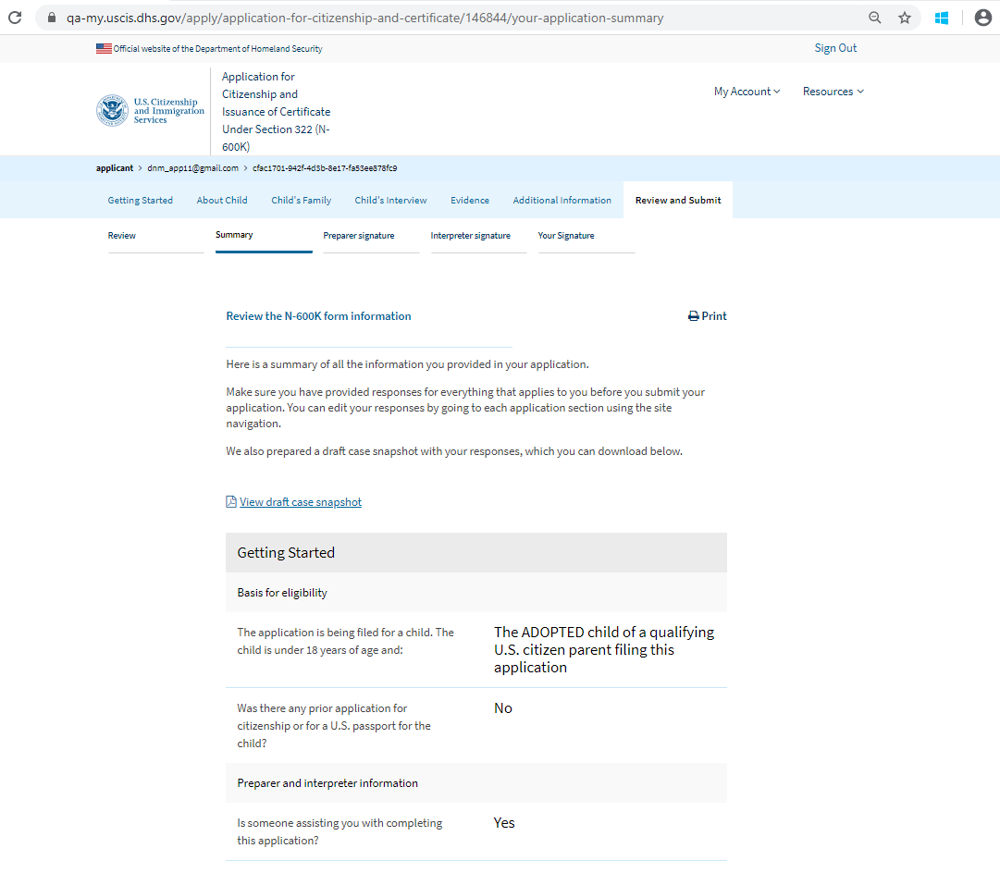 qa-my.uscis.dhs.gov/apply/application-for-citizenship-and-certificate/146844/your-application-summary
Official website of the Department of Homeland Security
Sign Out
U.S. Citizenship
and Immigration
Services
Application for
Citizenship and
Issuance of Certificate
Under Section 322 (N-
600K)
My Account
Resources
applicant > dnm_app11@gmail.com > cfac1701-942f-4d3b-8e17-fa53ee878fc9
Getting Started About Child Child's Family Child's Interview Evidence Additional Information Review and Submit
Review Summary Preparer signature Interpreter signature Your Signature
Review the N-600K form information
Print
Here is a summary of all the information you provided in your application.
Make sure you have provided responses for everything that applies to you before you submit your
application. You can edit your responses by going to each application section using the site
navigation.
We also prepared a draft case snapshot with your responses, which you can download below.
View draft case snapshot
Getting Started
Basis for eligibility
The application is being filed for a child. The
child is under 18 years of age and:
The ADOPTED child of a qualifying
U.S. citizen parent filing this
application
Was there any prior application for
citizenship or for a U.S. passport for the
child?
No
Preparer and interpreter information
Is someone assisting you with completing
this application?
Yes